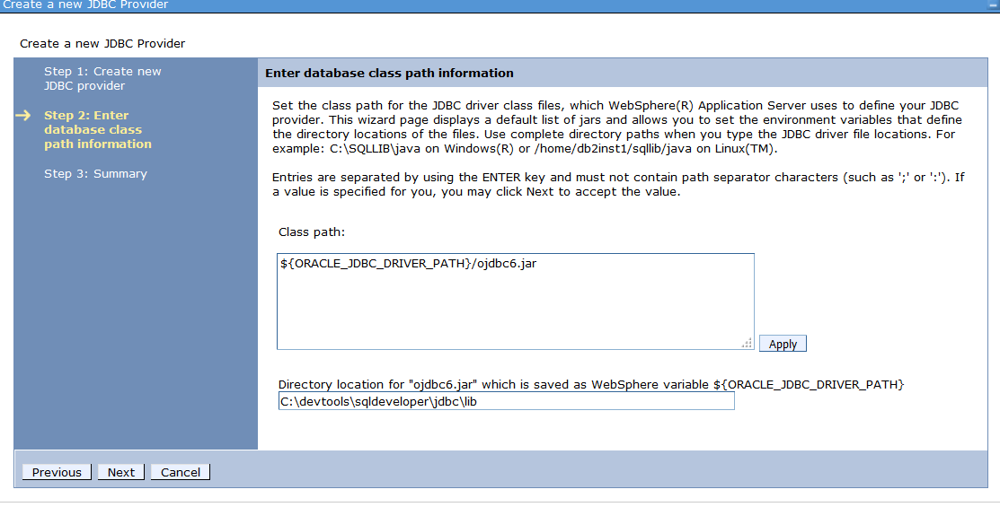 Create a new JDBC Provider
Create a new JDBC Provider
Step 1: Create new
JDBC provider
Step 2: Enter
database class
path information
Step 3: Summary
Enter database class path information
Set the class path for the JDBC driver class files, which WebSphere(R) Application Server uses to define your JDBC
provider. This wizard page displays a default list of jars and allows you to set the environment variables that define
the directory locations of the files. Use complete directory paths when you type the JDBC driver file locations. For
example: C:\SQLLIB\java on Windows(R) or /home/db2inst1/sqllib/java on Linux(TM).
Entries are separated by using the ENTER key and must not contain path separator characters (such as ';' or ':'). If
a value is specified for you, you may click Next to accept the value.
Class path:
${ORACLE_JDBC_DRIVER_PATH}/ojdbc6.jar
Apply
Directory location for "ojdbc6.jar" which is saved as WebSphere variable ${ORACLE_JDBC_DRIVER_PATH}
C:\devtools\sqldeveloper\jdbc\lib
Previous Next Cancel